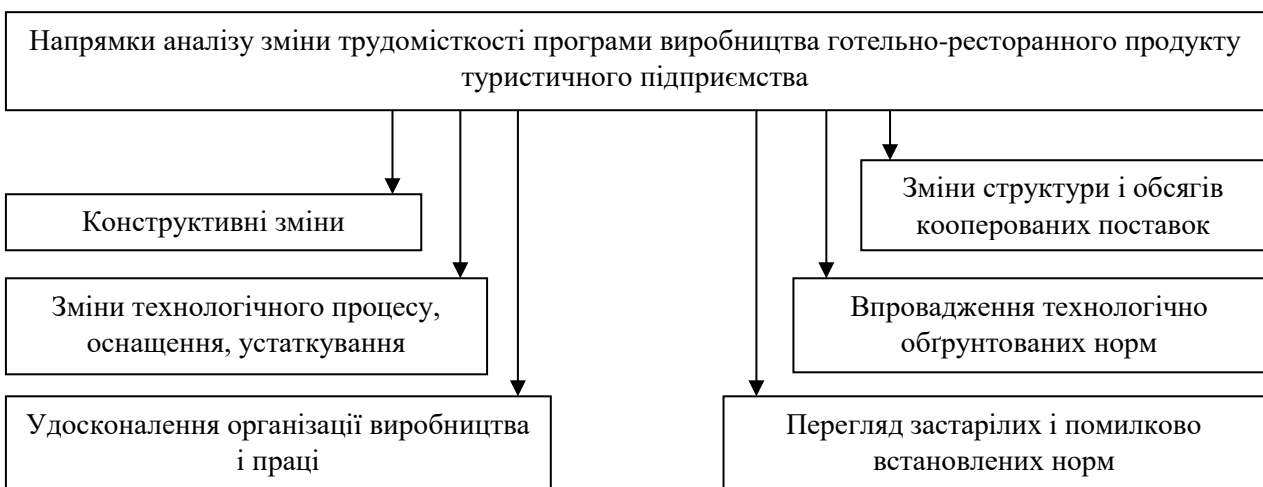 Напрямки аналізу зміни трудомісткості програми виробництва готельно-ресторанного продукту
туристичного підприємства
Конструктивні зміни
Зміни технологічного процесу,
оснащення, устаткування
Удосконалення організації виробництва
і праці
Зміни структури і обсягів
кооперованих поставок
Впровадження технологічно
обґрунтованих норм
Перегляд застарілих і помилково
встановлених норм